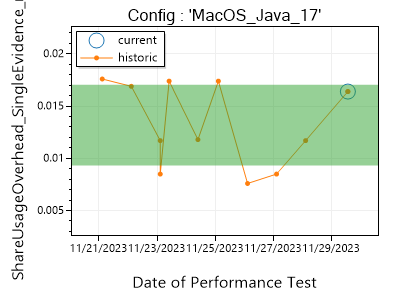 Config : 'MacOS_Java_17'
current
historic
0.02
0.015
0.01
0.005
ShareUsageOverhead_SingleEvidence_
11/21/2023
11/23/2023
11/25/2023
11/27/2023
11/29/2023
Date of Performance Test